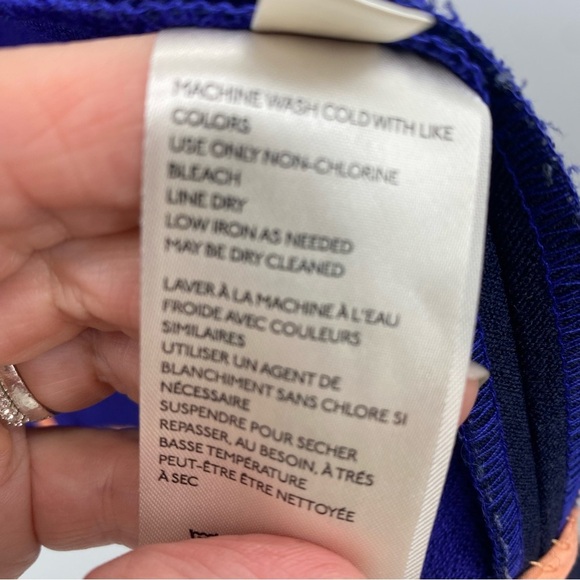 MACHINE WASH COLD WITH LIKE
COLORS
USE ONLY NON-CHLORINE
BLEACH
LINE DRY
LOW IRON AS NEEDED
MAY BE DRY CLEANED
LAVER À LA MACHINE À L'EAU
FROIDE AVEC COULEURS
SIMILAIRES
UTILISER UN AGENT DE
BLANCHIMENT SANS CHLORE SI
NÉCESSAIRE
SUSPENDRE POUR SECHER
REPASSER, AU BESOIN, À TRÉS
BASSE TEMPÉRATURE
PEUT-ÊTRE ÊTRE NETTOYÉE
À SEC